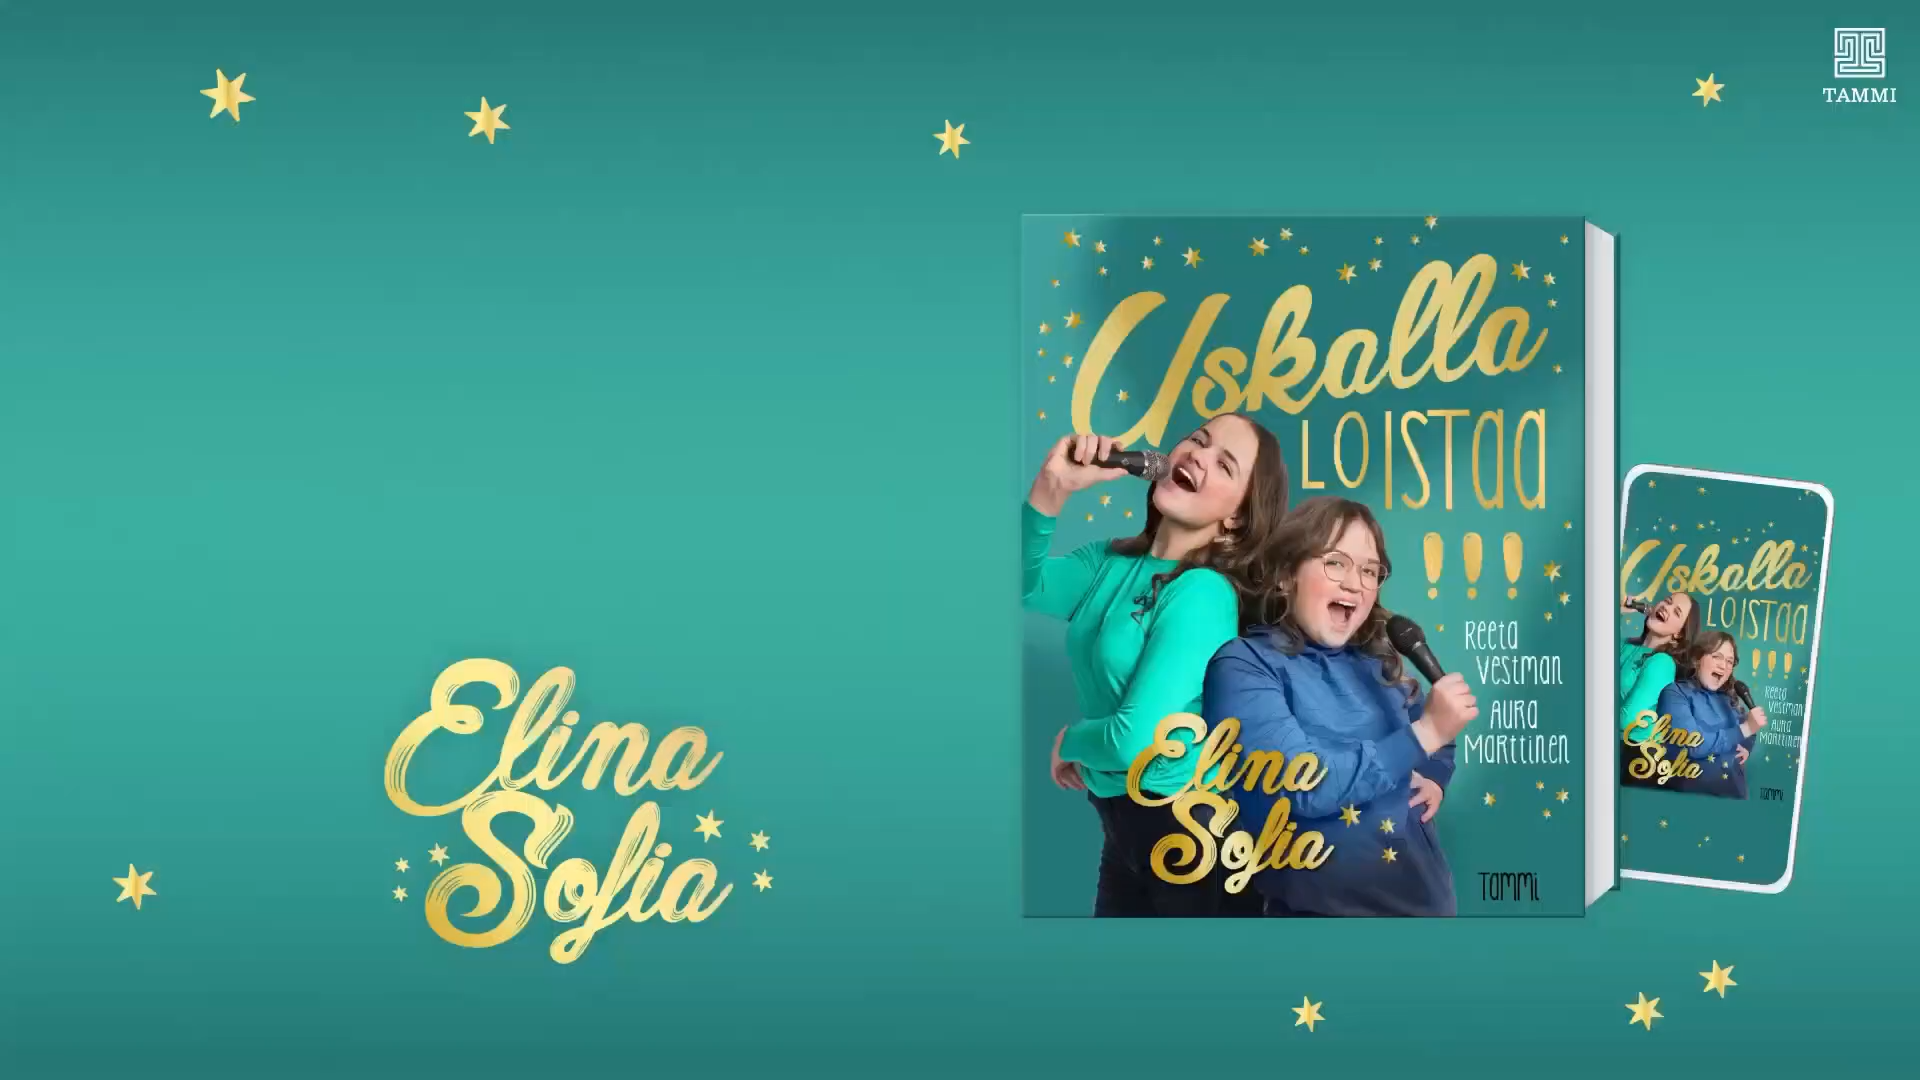 TAMMI
Elina
Sofia
Uskalla
LOISTaa
!!!
Reeta
Vestman
AURa
Marttinen
Elina
Sofia
Tammi
Uskalla
LOISTaa
!!!
Reeta
Vestman
AURa
Marttinen
Elina
Sofia
Tammi